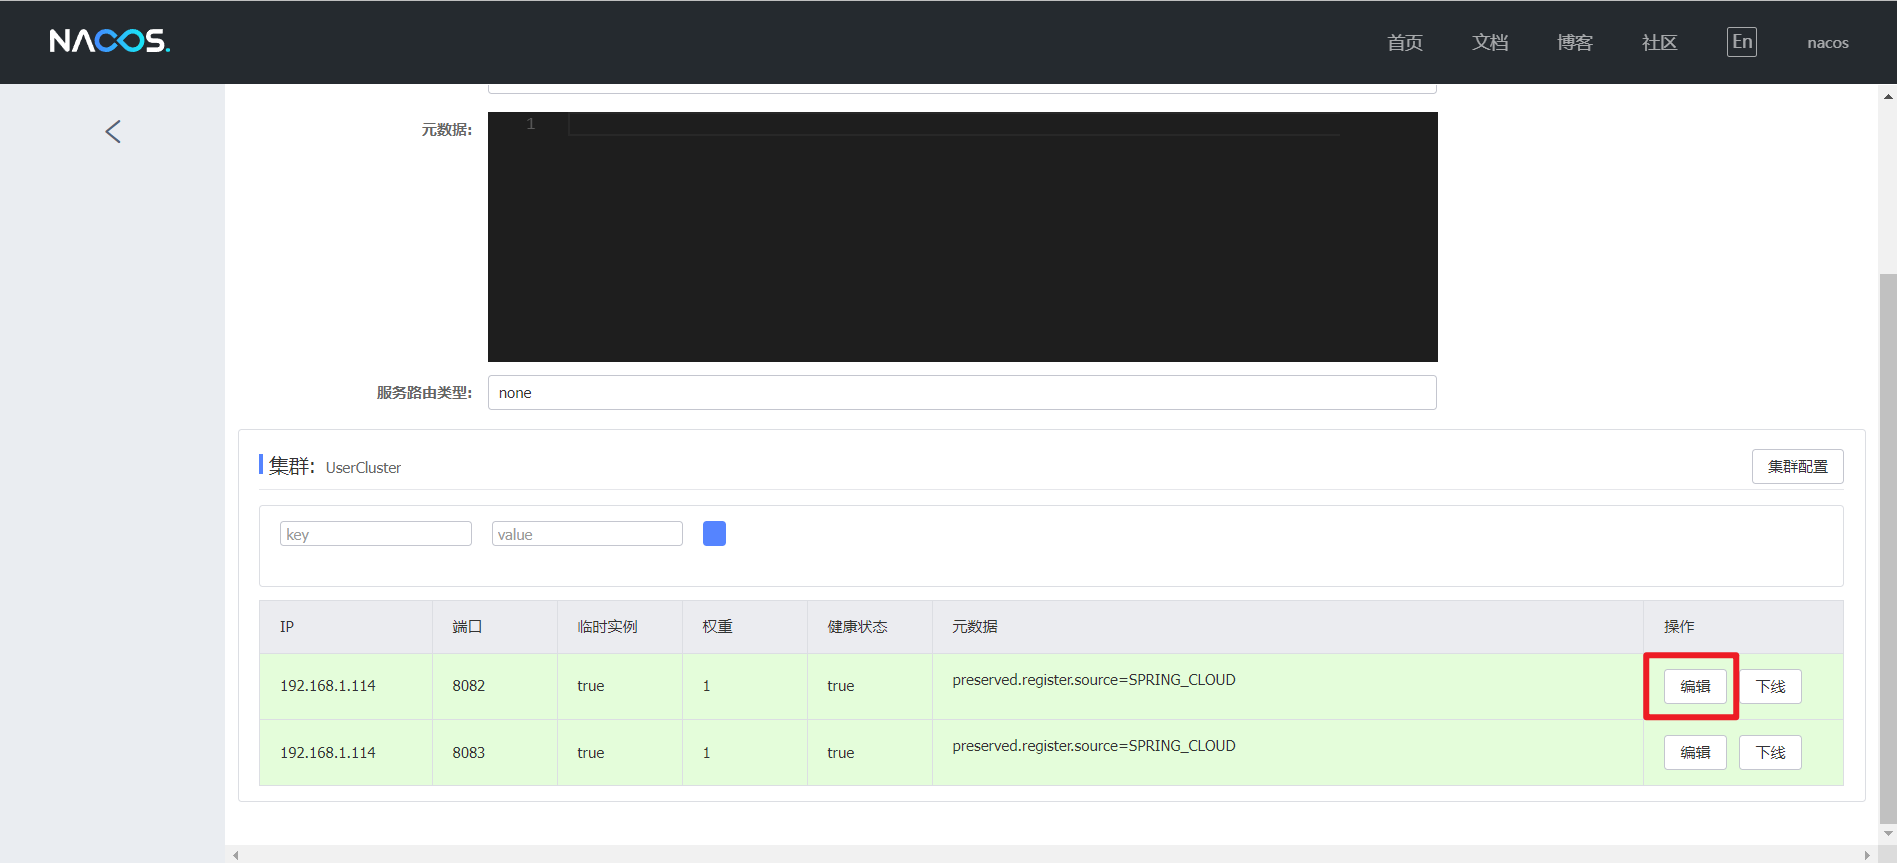 NACOS. 首页 文档 博客 社区 En nacos
元数据: 1
服务路由类型: none
集群: UserCluster 集群配置
key value
IP 端口 临时实例 权重 健康状态 元数据 操作
192.168.1.114 8082 true 1 true preserved.register.source=SPRING_CLOUD 编辑 下线
192.168.1.114 8083 true 1 true preserved.register.source=SPRING_CLOUD 编辑 下线